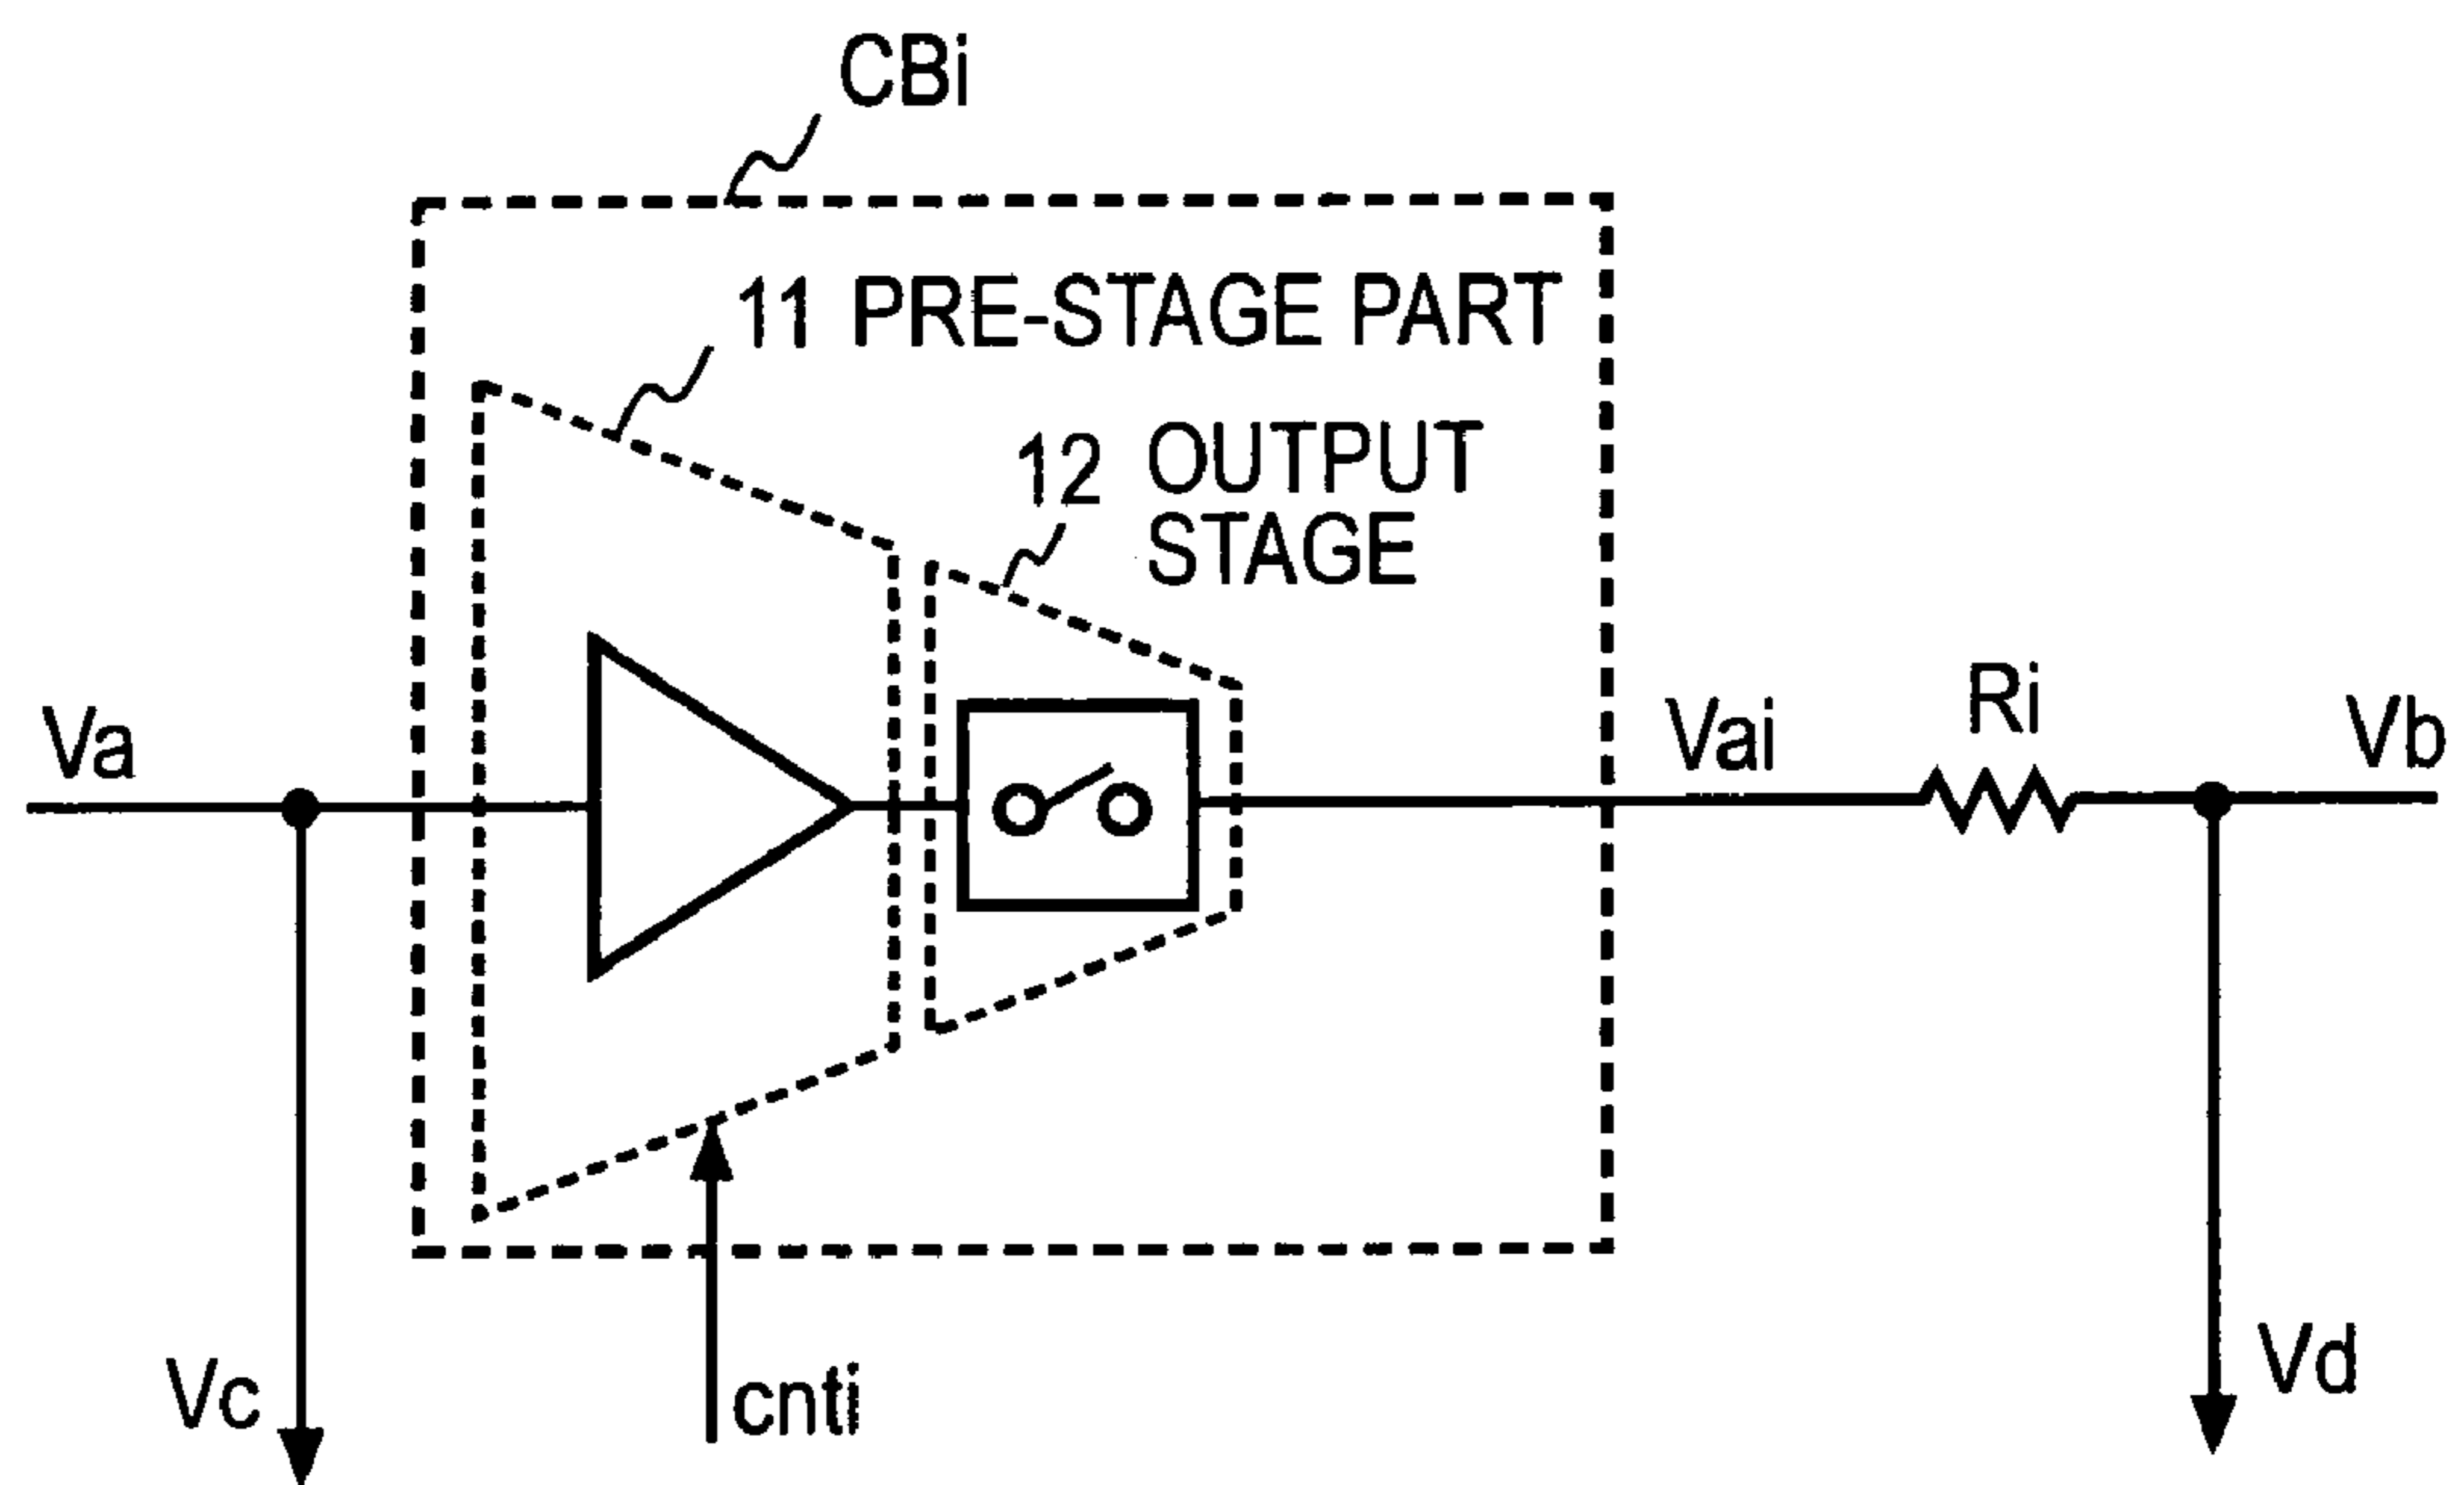 CBi
11 PRE-STAGE PART
12 OUTPUT
STAGE
Va
Vai
Ri
Vb
Vc
cnti
Vd